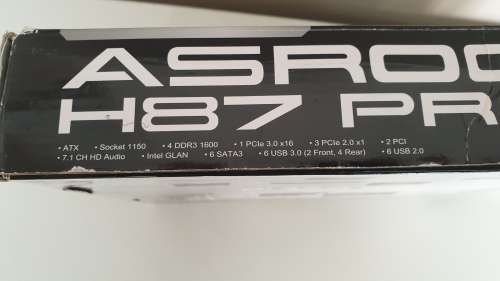 ASROC
H87 PR
• ATX • Socket 1150 • 4 DDR3 1600 • 1 PCIe 3.0 x16 • 3 PCIe 2.0 x1 • 2 PCI
• 7.1 CH HD Audio • Intel GLAN • 6 SATA3 • 6 USB 3.0 (2 Front, 4 Rear) • 6 USB 2.0